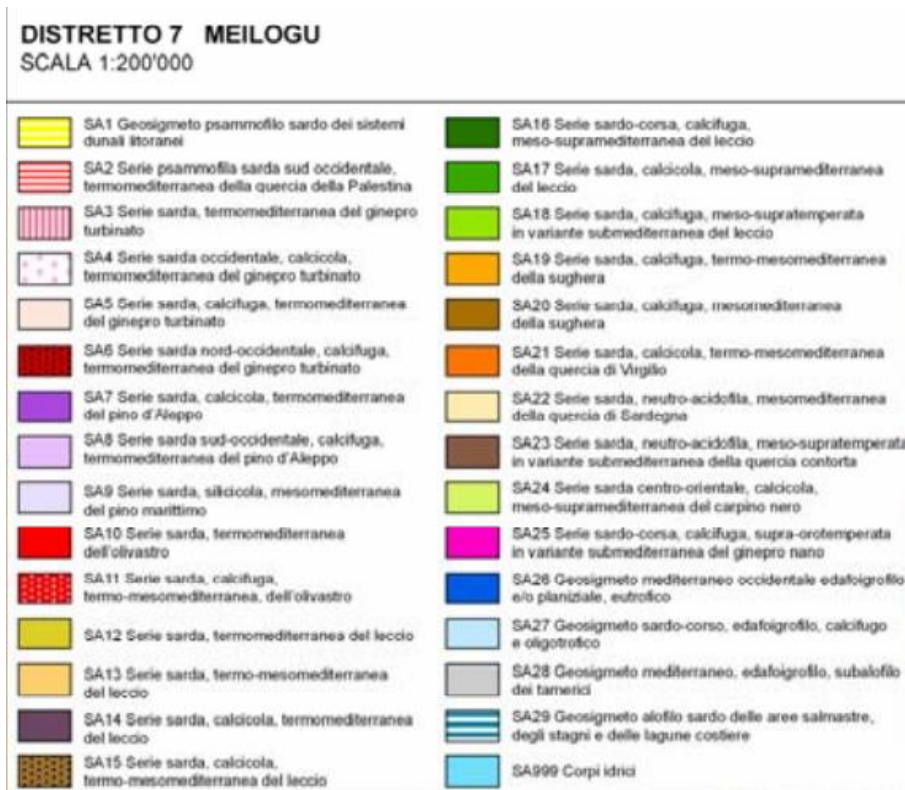 DISTRETTO 7 MEILOGU
SCALA 1:200'000
SA1 Geosigmeto psammofilo sardo dei sistemi
dunali litoranei
SA2 Serie psammofila sarda sud occidentale,
termomediterranea della quercia della Palestina
SA3 Serie sarda, termomediterranea del ginepro
turbinato
SA4 Serie sarda occidentale, calcicola,
termomediterranea del ginepro turbinato
SA5 Serie sarda, calcifuga, termomediterranea
del ginepro turbinato
SA6 Serie sarda nord-occidentale, calcifuga,
termomediterranea del ginepro turbinato
SA7 Serie sarda, calcicola, termomediterranea
del pino d'Aleppo
SA8 Serie sarda sud-occidentale, calcifuga,
termomediterranea del pino d'Aleppo
SA9 Serie sarda, silicicola, mesomediterranea
del pino marittimo
SA10 Serie sarda, termomediterranea
dell'olivastro
SA11 Serie sarda, calcifuga,
termo-mesomediterranea, dell'olivastro
SA12 Serie sarda, termomediterranea del leccio
SA13 Serie sarda, termo-mesomediterranea
del leccio
SA14 Serie sarda, calcicola, termomediterranea
del leccio
SA15 Serie sarda, calcicola,
termo-mesomediterranea del leccio
SA16 Serie sardo-corsa, calcifuga,
meso-supramediterranea del leccio
SA17 Serie sarda, calcicola, meso-supramediterranea
del leccio
SA18 Serie sarda, calcifuga, meso-supratemperata
in variante submediterranea del leccio
SA19 Serie sarda, calcifuga, termo-mesomediterranea
della sughera
SA20 Serie sarda, calcifuga, mesomediterranea
della sughera
SA21 Serie sarda, calcicola, termo-mesomediterranea
della quercia di Virgilio
SA22 Serie sarda, neutro-acidofila, mesomediterranea
della quercia di Sardegna
SA23 Serie sarda, neutro-acidofila, meso-supratemperata
in variante submediterranea della quercia contorta
SA24 Serie sarda centro-orientale, calcicola,
meso-supramediterranea del carpino nero
SA25 Serie sardo-corsa, calcifuga, supra-orotemperata
in variante submediterranea del ginepro nano
SA26 Geosigmeto mediterraneo occidentale edafoigrofilo
e/o planiziale, eutrofico
SA27 Geosigmeto sardo-corso, edafoigrofilo, calcifugo
e oligotrofico
SA28 Geosigmeto mediterraneo, edafoigrofilo, subalofilo
dei tamerici
SA29 Geosigmeto alofilo sardo delle aree salmastre,
degli stagni e delle lagune costiere
SA999 Corpi idrici